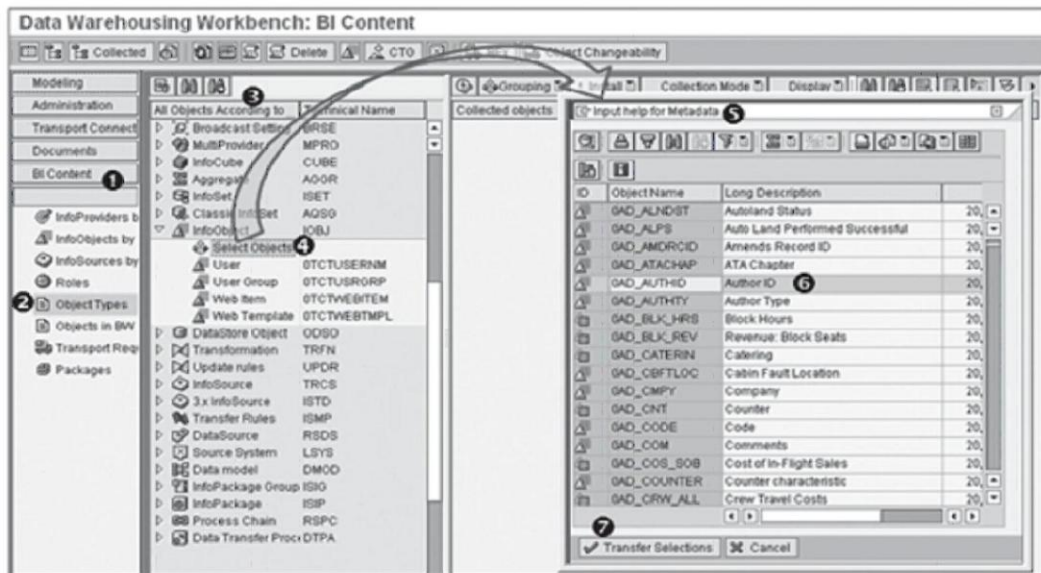 Data Warehousing Workbench: BI Content
Collected Delete CTO Object Changeability
Modeling
Administration
Transport Connect
Documents
BI Content 1
InfoProviders b
InfoObjects by
InfoSources by
Roles
2 Object Types
Objects in BW
Transport Requ
Packages
3
All Objects According to Technical Name
Broadcast Setting BRSE
MultiProvider MPRO
InfoCube CUBE
Aggregate AGGR
InfoSet ISET
Classic InfoSet AQSG
InfoObject IOBJ
Select Objects 4
User 0TCTUSERNM
User Group 0TCTUSRGRP
Web Item 0TCTWEBITEM
Web Template 0TCTWEBTMPL
DataStore Object ODSO
Transformation TRFN
Update rules UPDR
InfoSource TRCS
3.x InfoSource ISTD
Transfer Rules ISMP
DataSource RSDS
Source System LSYS
Data model DMOD
InfoPackage Group ISIG
InfoPackage ISIP
Process Chain RSPC
Data Transfer Proce DTPA
Grouping Install Collection Mode Display
Collected objects
Input help for Metadata 5
ID Object Name Long Description
0AD_ALNDST Autoland Status 20,
0AD_ALPS Auto Land Performed Successful 20,
0AD_AMDRCID Amends Record ID 20,
0AD_ATACHAP ATA Chapter 20,
0AD_AUTHID Author ID 6 20,
0AD_AUTHTY Author Type 20,
0AD_BLK_HRS Block Hours 20,
0AD_BLK_REV Revenue: Block Seats 20,
0AD_CATERIN Catering 20,
0AD_CBFTLOC Cabin Fault Location 20,
0AD_CMPY Company 20,
0AD_CNT Counter 20,
0AD_CODE Code 20,
0AD_COM Comments 20,
0AD_COS_SOB Cost of In-Flight Sales 20,
0AD_COUNTER Counter characteristic 20,
0AD_CRW_ALL Crew Travel Costs 20,
7
Transfer Selections Cancel